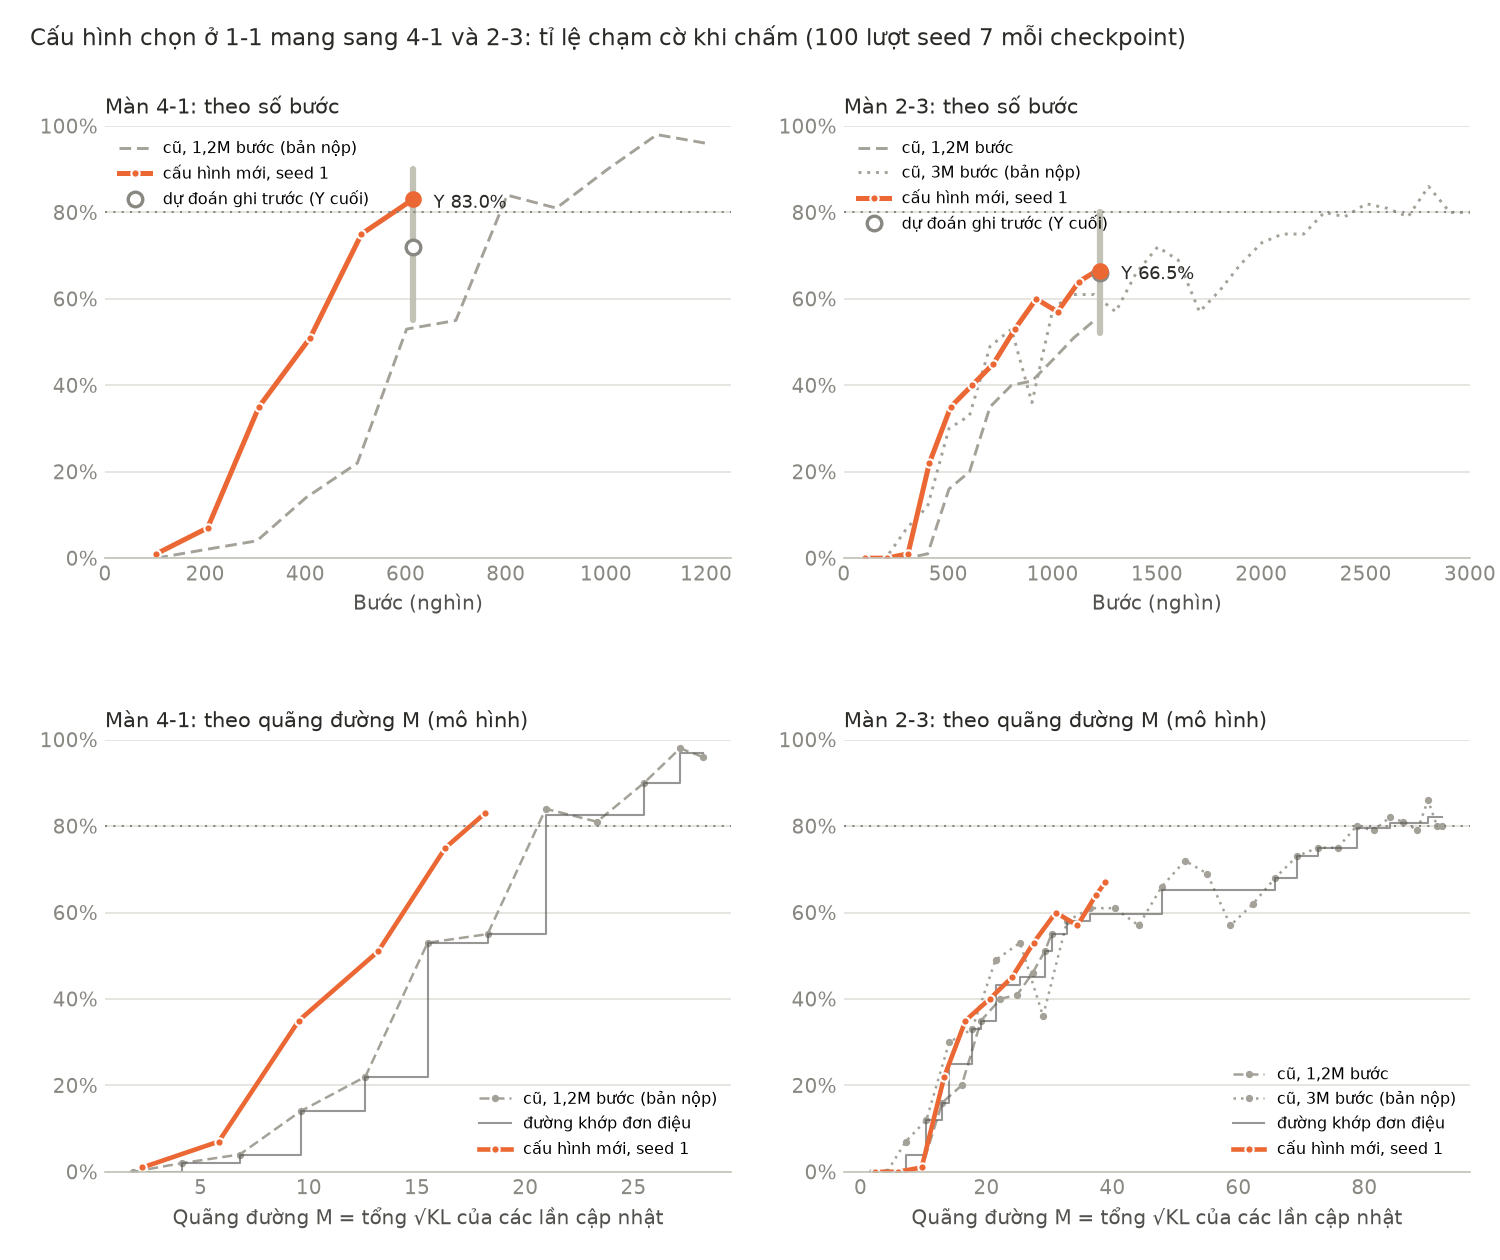 Cấu hình chọn ở 1-1 mang sang 4-1 và 2-3: tỉ lệ chạm cờ khi chấm (100 lượt seed 7 mỗi checkpoint)
Màn 4-1: theo số bước
100%
80%
60%
40%
20%
0%
cũ, 1,2M bước (bản nộp)
cấu hình mới, seed 1
dự đoán ghi trước (Y cuối)
Y 83.0%
0 200 400 600 800 1000 1200
Bước (nghìn)
Màn 2-3: theo số bước
100%
80%
60%
40%
20%
0%
cũ, 1,2M bước
cũ, 3M bước (bản nộp)
cấu hình mới, seed 1
dự đoán ghi trước (Y cuối)
Y 66.5%
0 500 1000 1500 2000 2500 3000
Bước (nghìn)
Màn 4-1: theo quãng đường M (mô hình)
100%
80%
60%
40%
20%
0%
cũ, 1,2M bước (bản nộp)
đường khớp đơn điệu
cấu hình mới, seed 1
5 10 15 20 25
Quãng đường M = tổng √KL của các lần cập nhật
Màn 2-3: theo quãng đường M (mô hình)
100%
80%
60%
40%
20%
0%
cũ, 1,2M bước
cũ, 3M bước (bản nộp)
đường khớp đơn điệu
cấu hình mới, seed 1
0 20 40 60 80
Quãng đường M = tổng √KL của các lần cập nhật